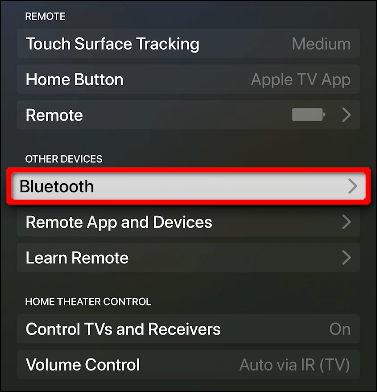 REMOTE
Touch Surface Tracking Medium
Home Button Apple TV App
Remote
OTHER DEVICES
Bluetooth
Remote App and Devices
Learn Remote
HOME THEATER CONTROL
Control TVs and Receivers On
Volume Control Auto via IR (TV)